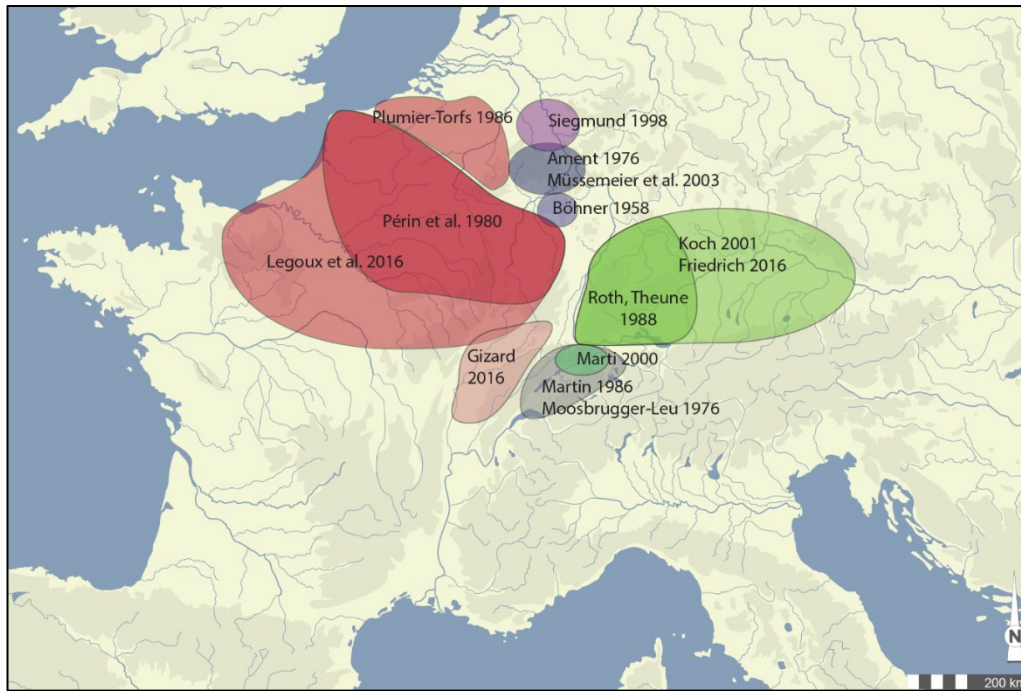 Plumier-Torfs 1986
Siegmund 1998
Ament 1976
Müssemeier et al. 2003
Böhner 1958
Périn et al. 1980
Legoux et al. 2016
Koch 2001
Friedrich 2016
Roth, Theune
1988
Gizard
2016
Marti 2000
Martin 1986
Moosbrugger-Leu 1976
N
200 km